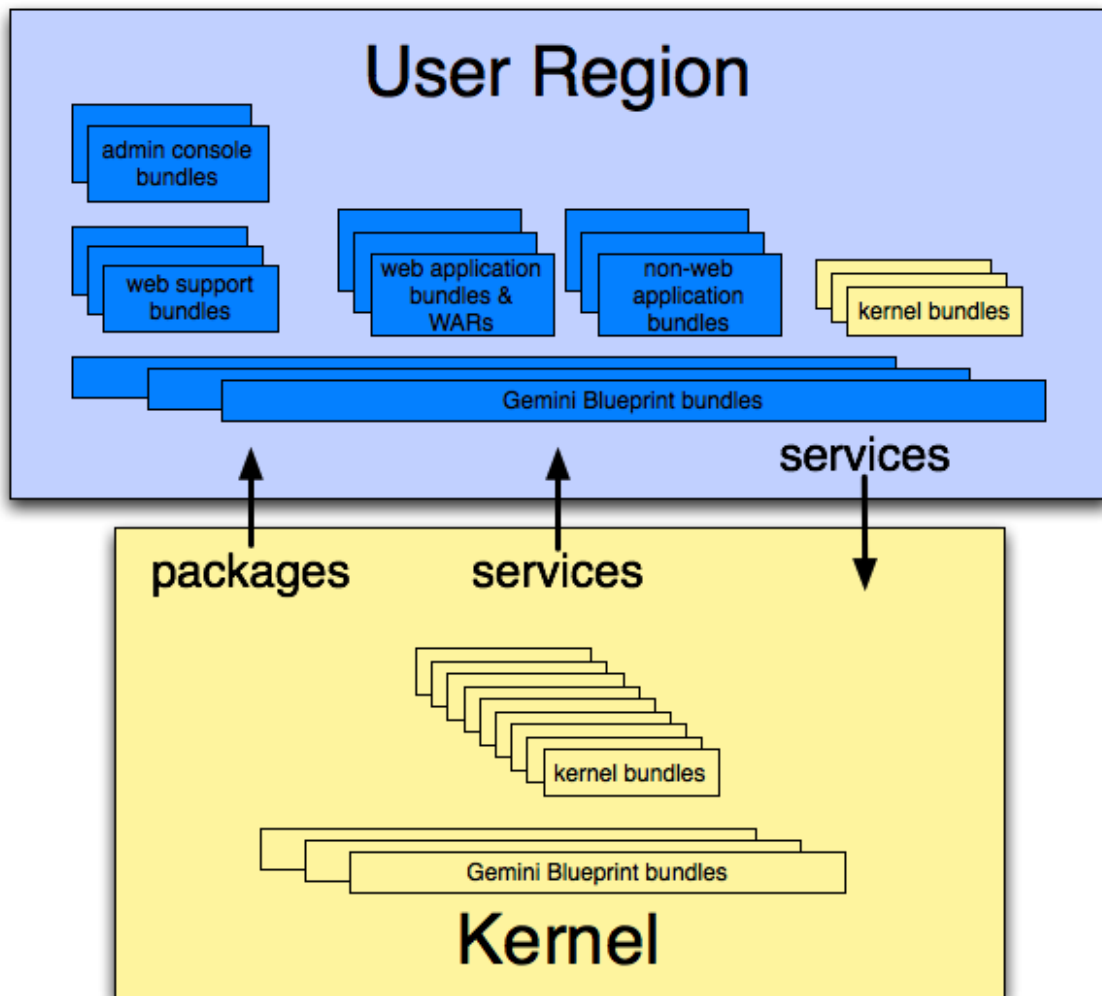 User Region
admin console
bundles
web support
bundles
web application
bundles &
WARs
non-web
application
bundles
kernel bundles
Gemini Blueprint bundles
services
packages
services
kernel bundles
Gemini Blueprint bundles
Kernel